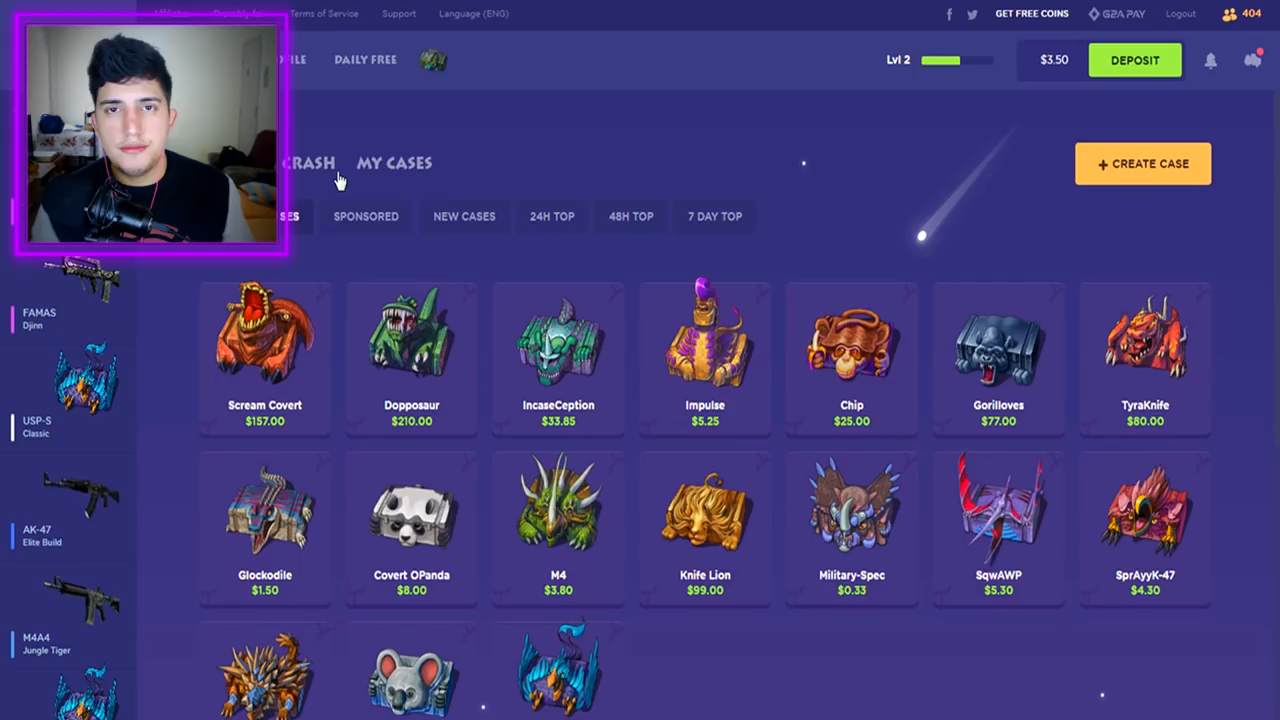 Terms of Service
Support
Language (ENG)
GET FREE COINS
G2A PAY
Logout
404
DAILY FREE
Lvl 2
$3.50
DEPOSIT
CRASH
MY CASES
+ CREATE CASE
SPONSORED
NEW CASES
24H TOP
48H TOP
7 DAY TOP
FAMAS
Djinn
USP-S
Classic
AK-47
Elite Build
M4A4
Jungle Tiger
Scream Covert
$157.00
Dopposaur
$210.00
IncaseCeption
$33.85
Impulse
$5.25
Chip
$25.00
Gorilloves
$77.00
TyraKnife
$80.00
Glockodile
$1.50
Covert OPanda
$8.00
M4
$3.80
Knife Lion
$99.00
Military-Spec
$0.33
SqwAWP
$5.30
SprAyyK-47
$4.30